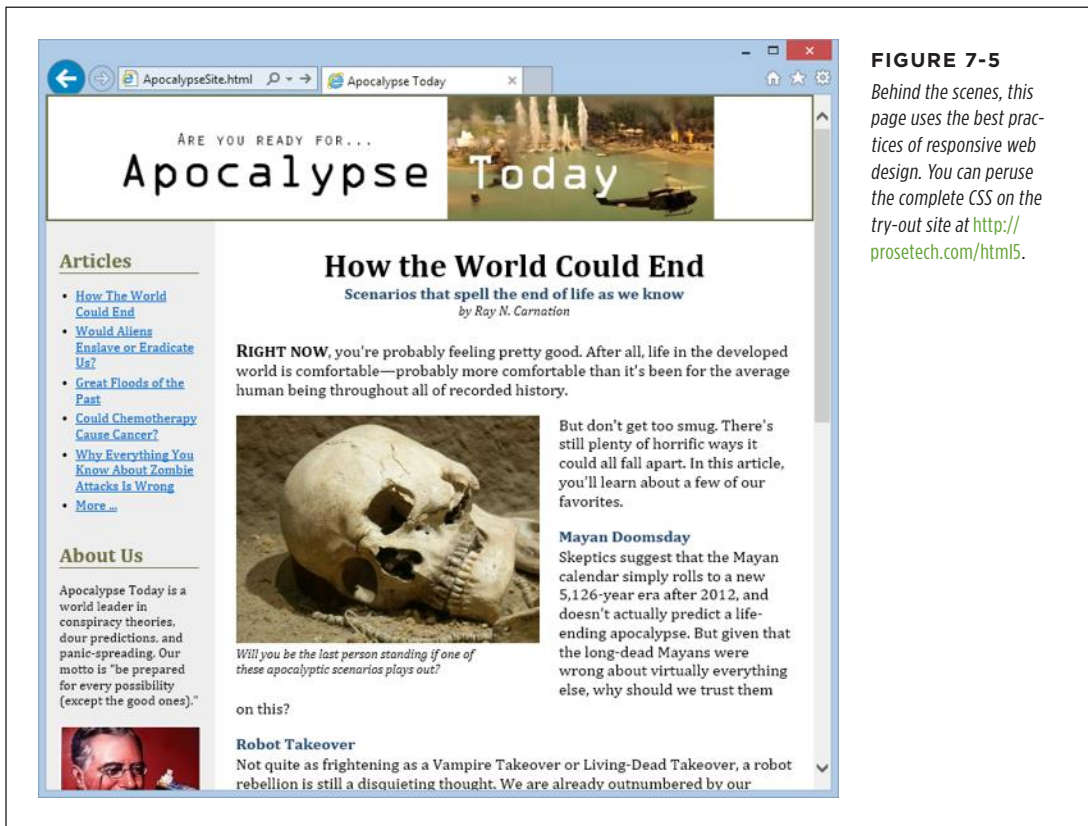 ApocalypseSite.html
Apocalypse Today
ARE YOU READY FOR...
Apocalypse Today
Articles
• How The World
Could End
• Would Aliens
Enslave or Eradicate
Us?
• Great Floods of the
Past
• Could Chemotherapy
Cause Cancer?
• Why Everything You
Know About Zombie
Attacks Is Wrong
• More ...
About Us
Apocalypse Today is a
world leader in
conspiracy theories,
dour predictions, and
panic-spreading. Our
motto is "be prepared
for every possibility
(except the good ones)."
How the World Could End
Scenarios that spell the end of life as we know
by Ray N. Carnation
RIGHT NOW, you're probably feeling pretty good. After all, life in the developed
world is comfortable—probably more comfortable than it's been for the average
human being throughout all of recorded history.
But don't get too smug. There's
still plenty of horrific ways it
could all fall apart. In this article,
you'll learn about a few of our
favorites.
Mayan Doomsday
Skeptics suggest that the Mayan
calendar simply rolls to a new
5,126-year era after 2012, and
doesn't actually predict a life-
ending apocalypse. But given that
the long-dead Mayans were
wrong about virtually everything
else, why should we trust them
on this?
Will you be the last person standing if one of
these apocalyptic scenarios plays out?
Robot Takeover
Not quite as frightening as a Vampire Takeover or Living-Dead Takeover, a robot
rebellion is still a disquieting thought. We are already outnumbered by our
FIGURE 7-5
Behind the scenes, this
page uses the best prac-
tices of responsive web
design. You can peruse
the complete CSS on the
try-out site at http://
prosetech.com/html5.